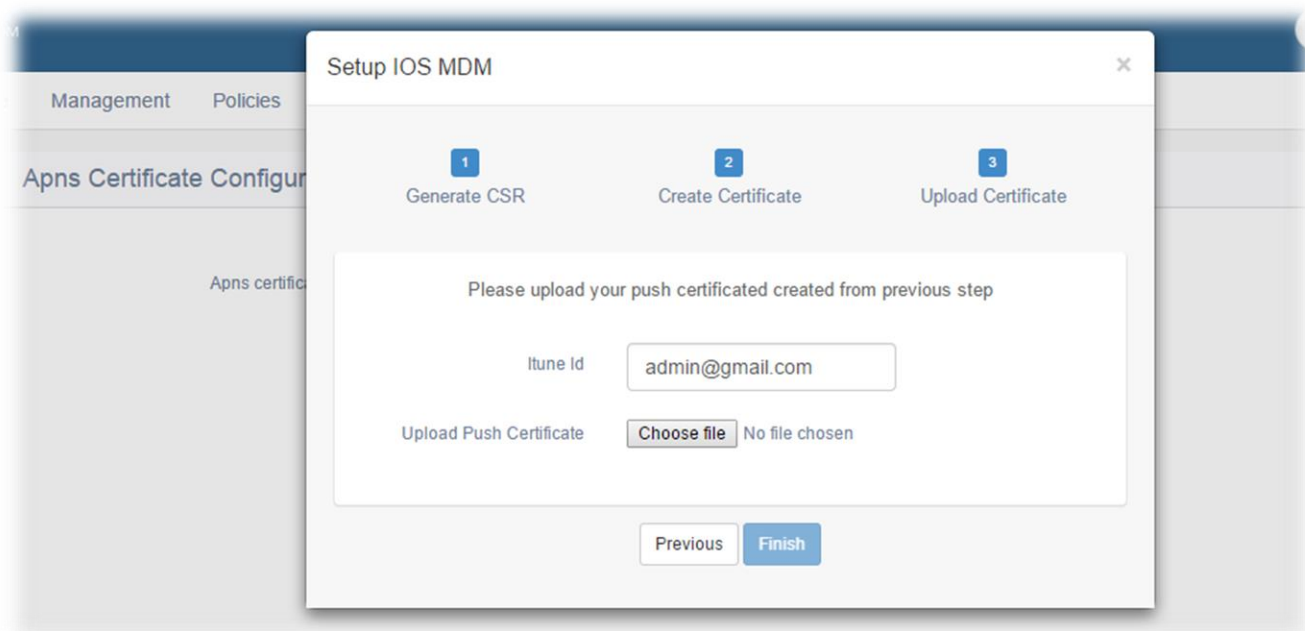 M
Setup IOS MDM
×
Management Policies
1 2 3
Generate CSR Create Certificate Upload Certificate
Apns Certificate Configur
Apns certifica
Please upload your push certificated created from previous step
Itune Id admin@gmail.com
Upload Push Certificate Choose file No file chosen
Previous Finish